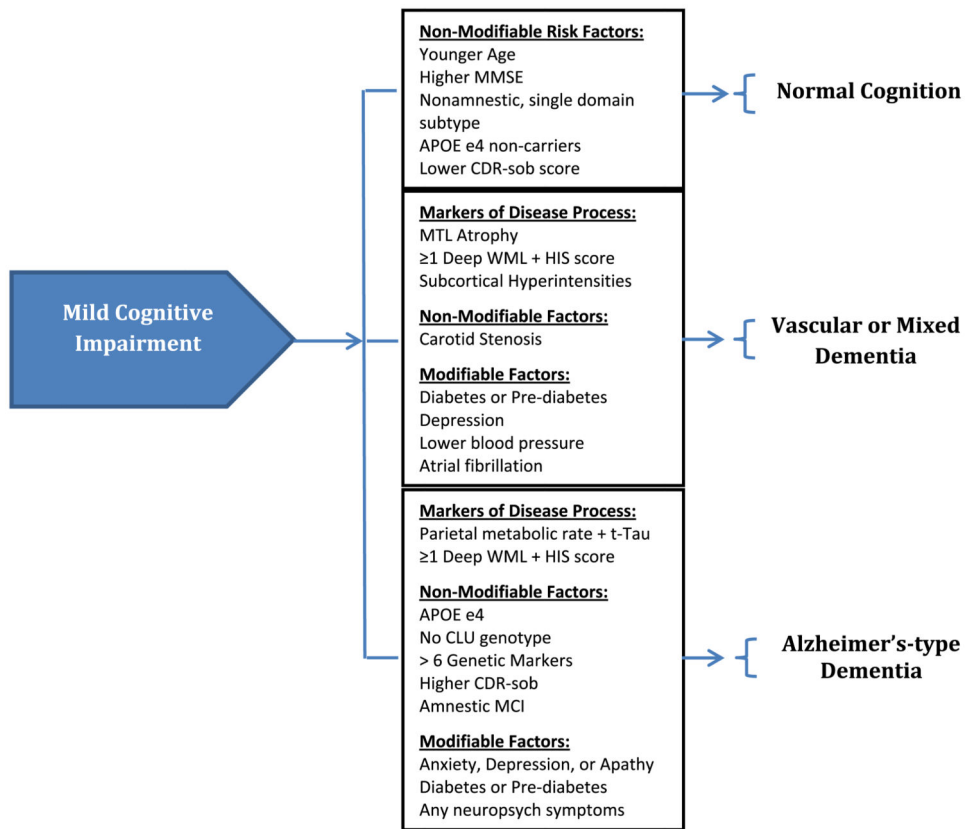 Mild Cognitive
Impairment
Non-Modifiable Risk Factors:
Younger Age
Higher MMSE
Nonamnestic, single domain
subtype
APOE e4 non-carriers
Lower CDR-sob score
Normal Cognition
Markers of Disease Process:
MTL Atrophy
≥1 Deep WML + HIS score
Subcortical Hyperintensities
Non-Modifiable Factors:
Carotid Stenosis
Modifiable Factors:
Diabetes or Pre-diabetes
Depression
Lower blood pressure
Atrial fibrillation
Vascular or Mixed
Dementia
Markers of Disease Process:
Parietal metabolic rate + t-Tau
≥1 Deep WML + HIS score
Non-Modifiable Factors:
APOE e4
No CLU genotype
> 6 Genetic Markers
Higher CDR-sob
Amnestic MCI
Modifiable Factors:
Anxiety, Depression, or Apathy
Diabetes or Pre-diabetes
Any neuropsych symptoms
Alzheimer's-type
Dementia